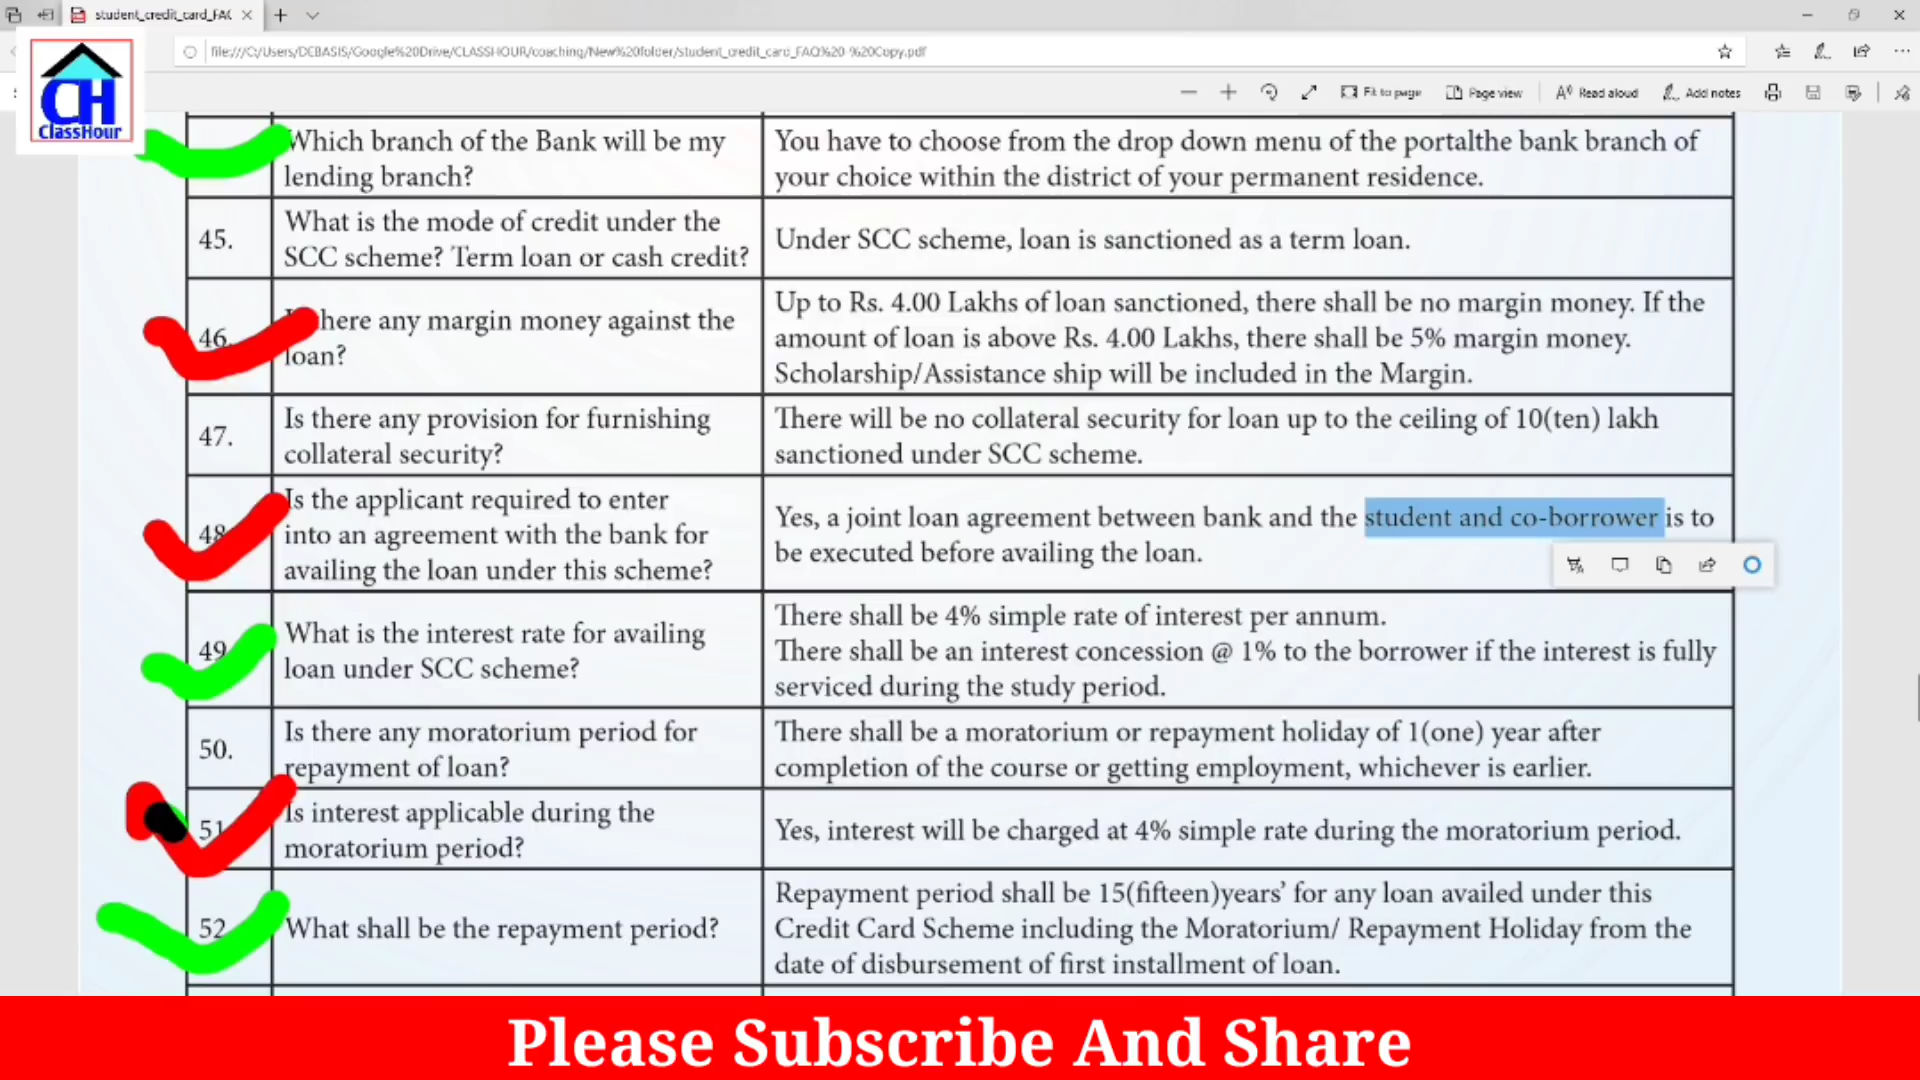 student_credit_card_FAQ
file:///C:/Users/DEBASIS/Google%20Drive/CLASSHOUR/coaching/New%20folder/student_credit_card_FAQ%20-%20Copy.pdf
CH
ClassHour
Fit to page
Page view
Read aloud
Add notes
Which branch of the Bank will be my
lending branch?
You have to choose from the drop down menu of the portalthe bank branch of
your choice within the district of your permanent residence.
45.
What is the mode of credit under the
SCC scheme? Term loan or cash credit?
Under SCC scheme, loan is sanctioned as a term loan.
46.
Is there any margin money against the
loan?
Up to Rs. 4.00 Lakhs of loan sanctioned, there shall be no margin money. If the
amount of loan is above Rs. 4.00 Lakhs, there shall be 5% margin money.
Scholarship/Assistance ship will be included in the Margin.
47.
Is there any provision for furnishing
collateral security?
There will be no collateral security for loan up to the ceiling of 10(ten) lakh
sanctioned under SCC scheme.
48.
Is the applicant required to enter
into an agreement with the bank for
availing the loan under this scheme?
Yes, a joint loan agreement between bank and the student and co-borrower is to
be executed before availing the loan.
49
What is the interest rate for availing
loan under SCC scheme?
There shall be 4% simple rate of interest per annum.
There shall be an interest concession @ 1% to the borrower if the interest is fully
serviced during the study period.
50.
Is there any moratorium period for
repayment of loan?
There shall be a moratorium or repayment holiday of 1(one) year after
completion of the course or getting employment, whichever is earlier.
51
Is interest applicable during the
moratorium period?
Yes, interest will be charged at 4% simple rate during the moratorium period.
52
What shall be the repayment period?
Repayment period shall be 15(fifteen)years’ for any loan availed under this
Credit Card Scheme including the Moratorium/ Repayment Holiday from the
date of disbursement of first installment of loan.
Please Subscribe And Share